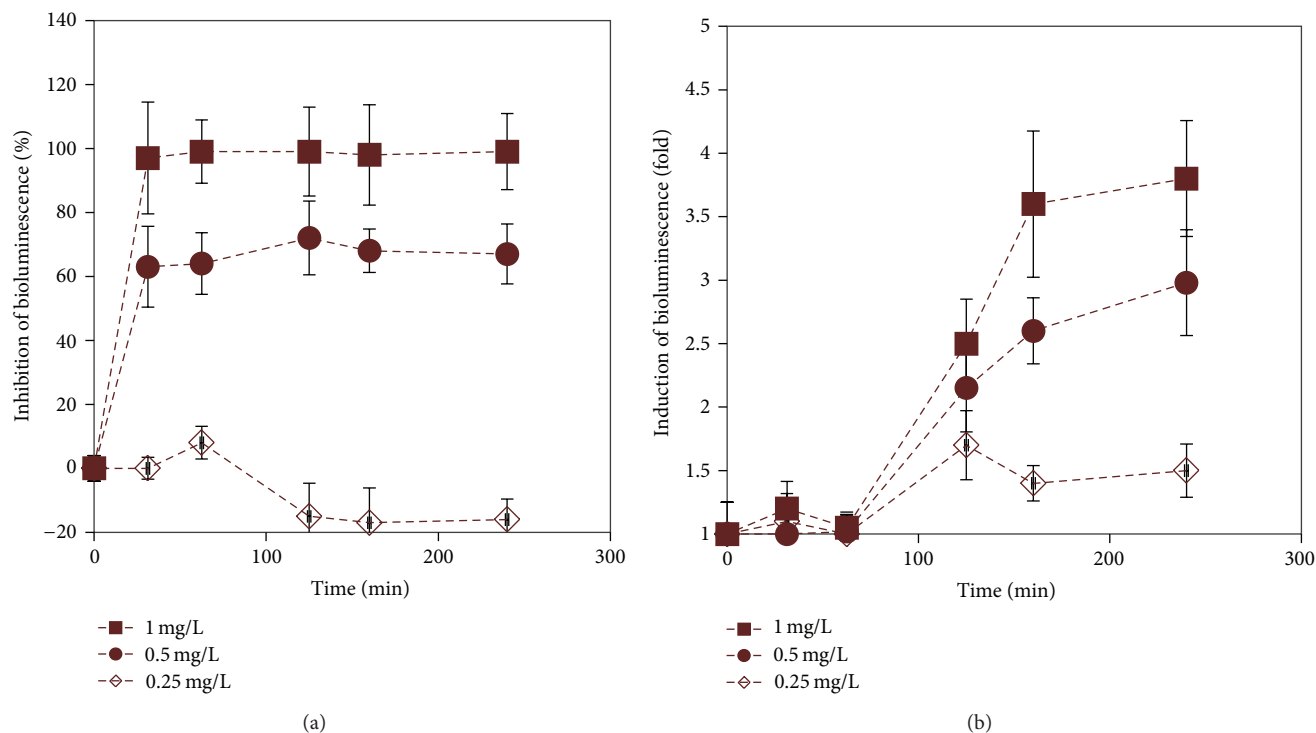 140
120
100
80
60
40
20
0
−20
0
100
200
300
Inhibition of bioluminescence (%)
Time (min)
1 mg/L
0.5 mg/L
0.25 mg/L
(a)
5
4.5
4
3.5
3
2.5
2
1.5
1
0
100
200
300
Induction of bioluminescence (fold)
Time (min)
1 mg/L
0.5 mg/L
0.25 mg/L
(b)